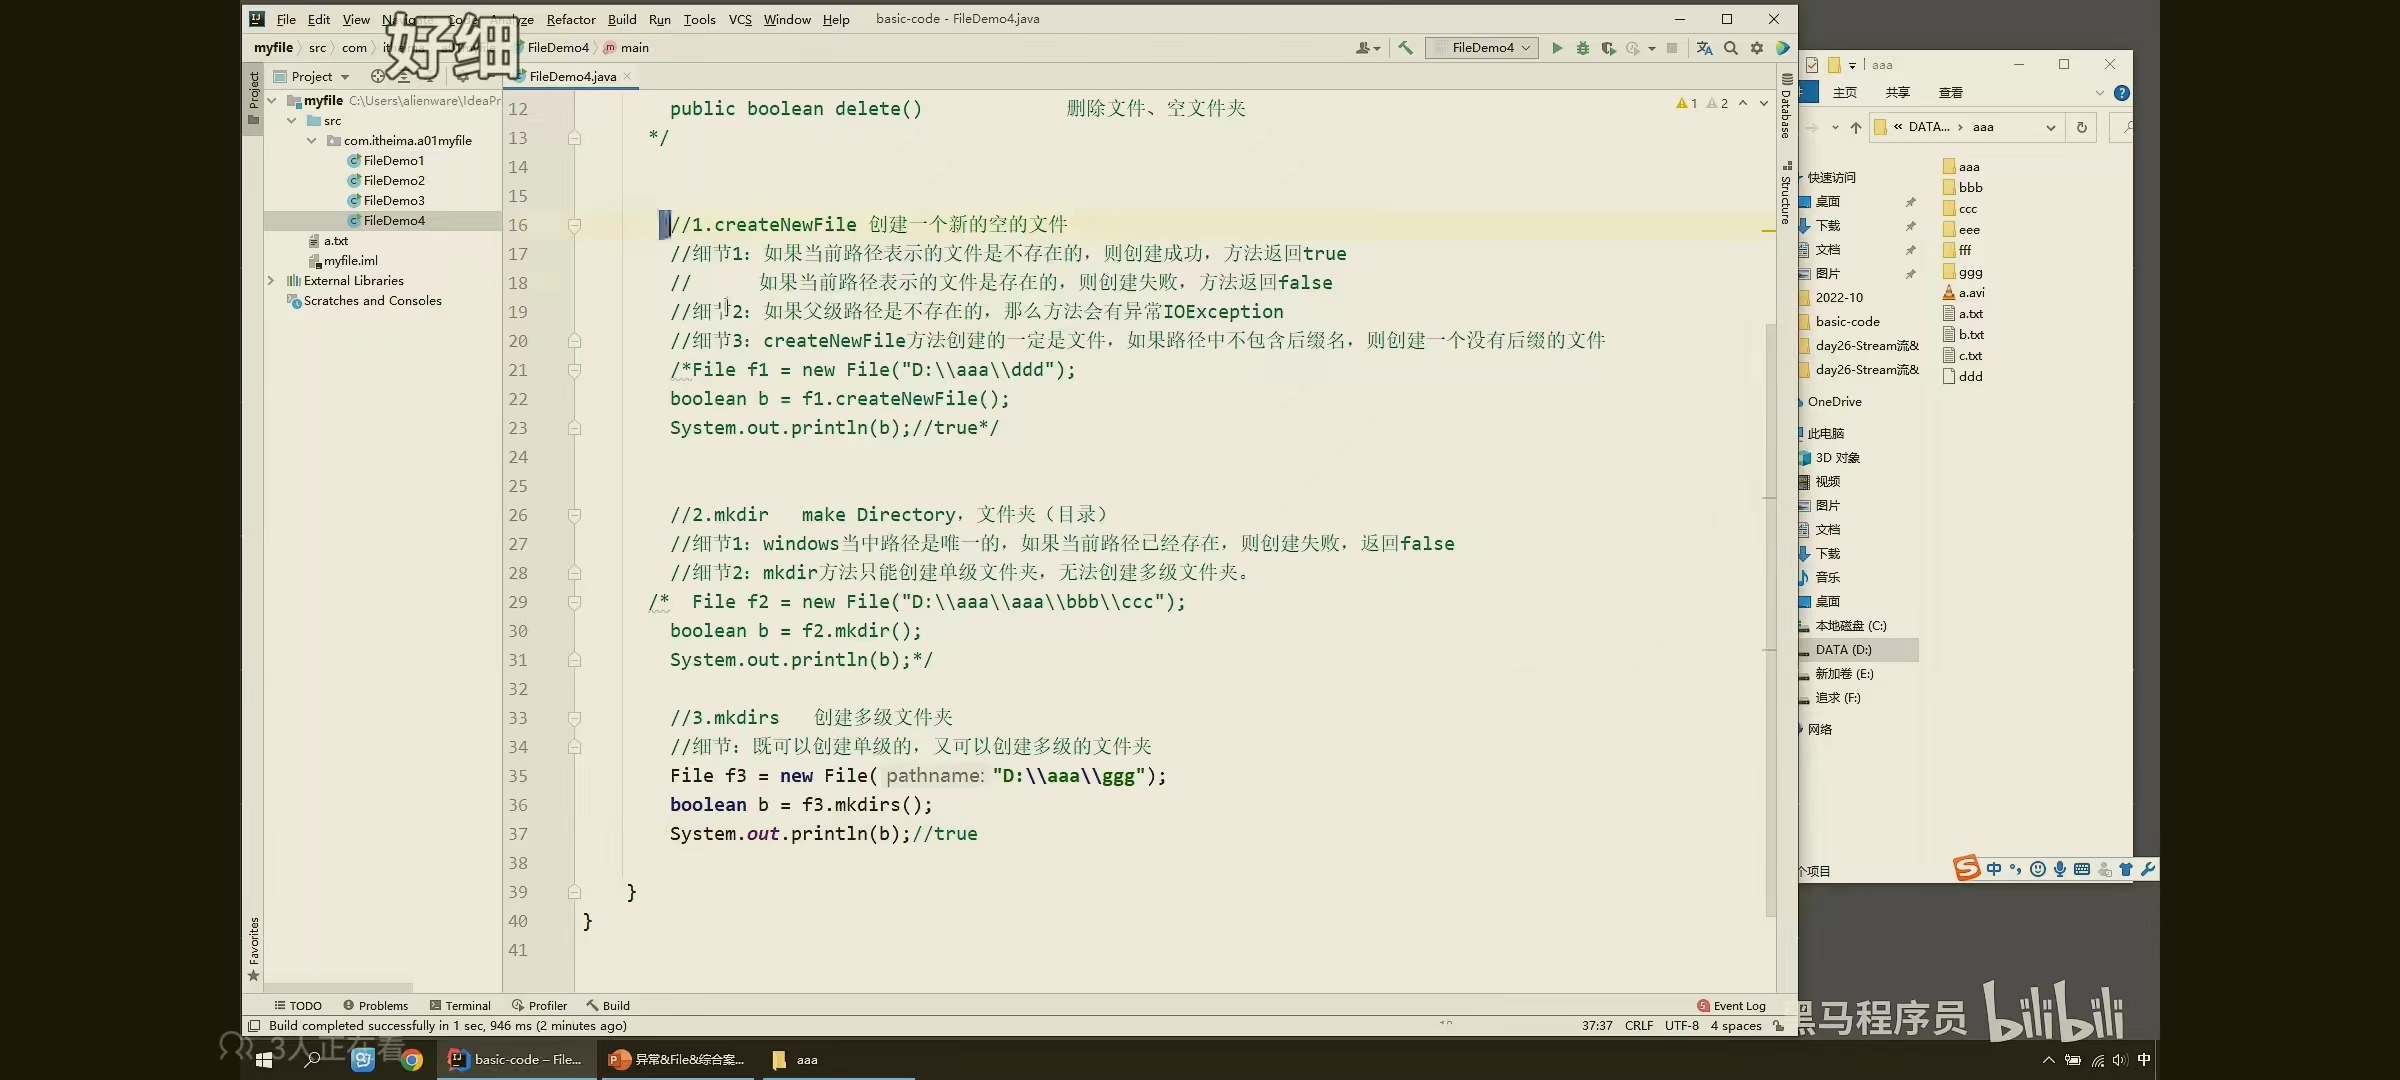 File Edit View Navigate Code Analyze Refactor Build Run Tools VCS Window Help basic-code - FileDemo4.java
好细
myfile src com FileDemo4 main
FileDemo4
Project
FileDemo4.java
myfile C:\Users\alienware\IdeaPr
src
com.itheima.a01myfile
FileDemo1
FileDemo2
FileDemo3
FileDemo4
a.txt
myfile.iml
External Libraries
Scratches and Consoles
Project
Favorites
Database
Structure
1 2
12 public boolean delete() 删除文件、空文件夹
13 */
14
15
16 //1.createNewFile 创建一个新的空的文件
17 //细节1：如果当前路径表示的文件是不存在的，则创建成功，方法返回true
18 // 如果当前路径表示的文件是存在的，则创建失败，方法返回false
19 //细节2：如果父级路径是不存在的，那么方法会有异常IOException
20 //细节3：createNewFile方法创建的一定是文件，如果路径中不包含后缀名，则创建一个没有后缀的文件
21 /*File f1 = new File("D:\\aaa\\ddd");
22 boolean b = f1.createNewFile();
23 System.out.println(b);//true*/
24
25
26 //2.mkdir make Directory，文件夹（目录）
27 //细节1：windows当中路径是唯一的，如果当前路径已经存在，则创建失败，返回false
28 //细节2：mkdir方法只能创建单级文件夹，无法创建多级文件夹。
29 /* File f2 = new File("D:\\aaa\\aaa\\bbb\\ccc");
30 boolean b = f2.mkdir();
31 System.out.println(b);*/
32
33 //3.mkdirs 创建多级文件夹
34 //细节：既可以创建单级的，又可以创建多级的文件夹
35 File f3 = new File( pathname: "D:\\aaa\\ggg");
36 boolean b = f3.mkdirs();
37 System.out.println(b);//true
38
39 }
40 }
41
TODO Problems Terminal Profiler Build
Event Log
Build completed successfully in 1 sec, 946 ms (2 minutes ago)
37:37 CRLF UTF-8 4 spaces
aaa
主页 共享 查看
« DATA... › aaa
快速访问
桌面
下载
文档
图片
2022-10
basic-code
day26-Stream流&
day26-Stream流&
OneDrive
此电脑
3D 对象
视频
图片
文档
下载
音乐
桌面
本地磁盘 (C:)
DATA (D:)
新加卷 (E:)
追求 (F:)
网络
aaa
bbb
ccc
eee
fff
ggg
a.avi
a.txt
b.txt
c.txt
ddd
个项目
中
黑马程序员 bilibili
3人正在看
basic-code – File...
异常&File&综合案...
aaa
中